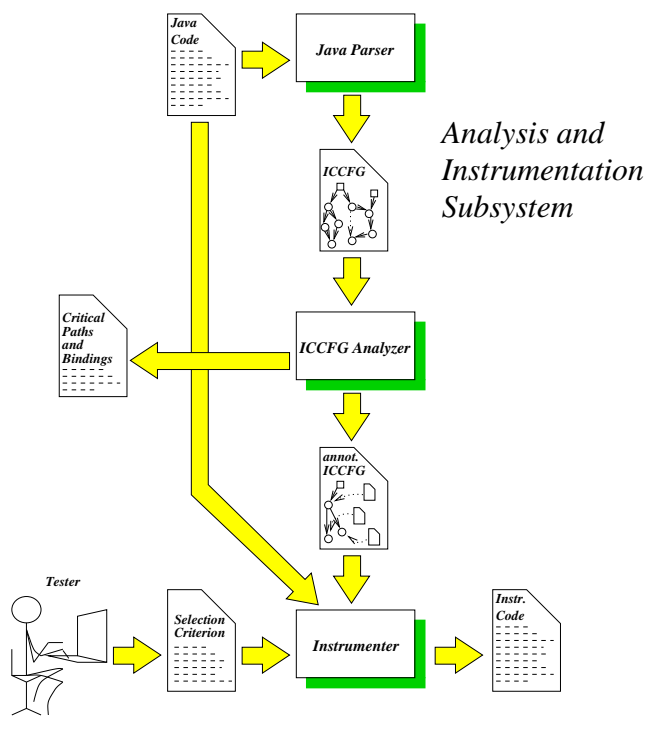 Java
Code
Java Parser
Analysis and
Instrumentation
Subsystem
ICCFG
Critical
Paths
and
Bindings
ICCFG Analyzer
annot.
ICCFG
Tester
Selection
Criterion
Instrumenter
Instr.
Code